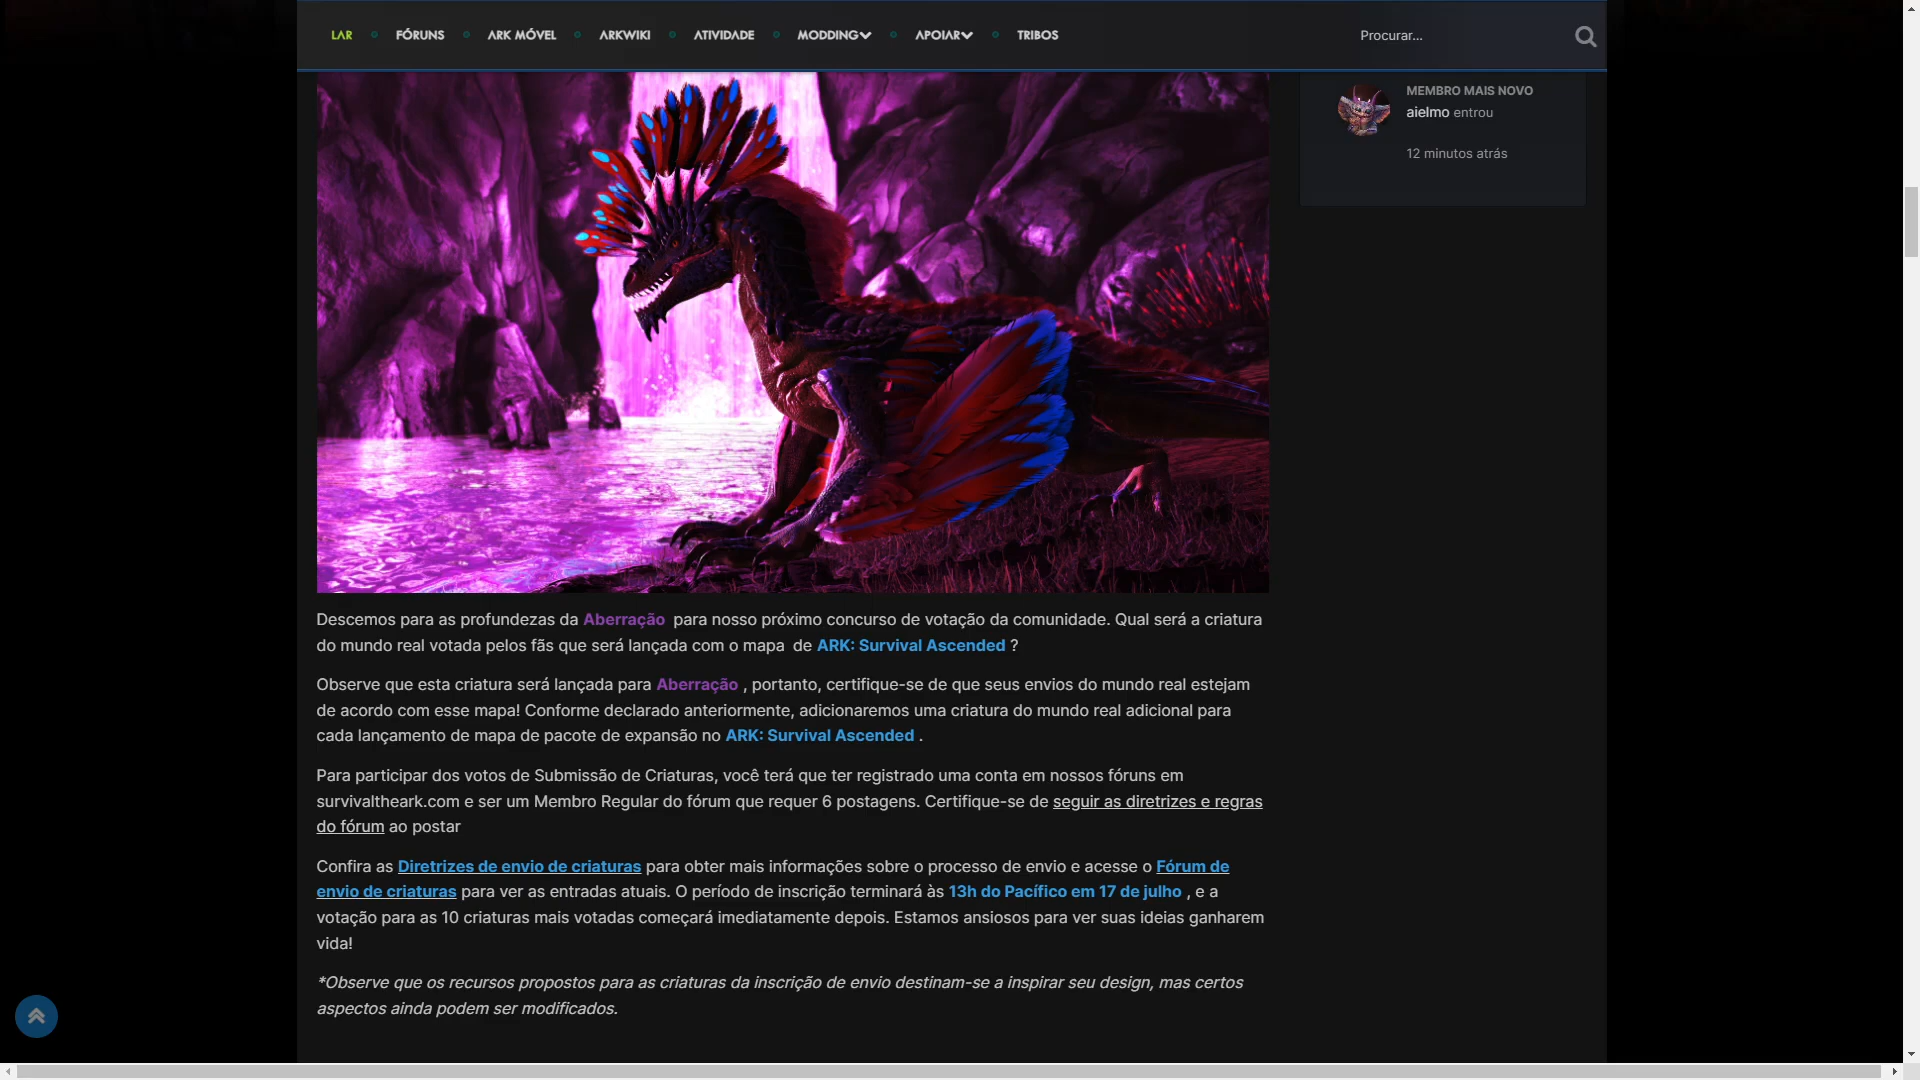 LAR FÓRUNS ARK MÓVEL ARKWIKI ATIVIDADE MODDING APOIAR TRIBOS Procurar...
MEMBRO MAIS NOVO
aielmo entrou
12 minutos atrás
Descemos para as profundezas da Aberração para nosso próximo concurso de votação da comunidade. Qual será a criatura
do mundo real votada pelos fãs que será lançada com o mapa de ARK: Survival Ascended ?
Observe que esta criatura será lançada para Aberração , portanto, certifique-se de que seus envios do mundo real estejam
de acordo com esse mapa! Conforme declarado anteriormente, adicionaremos uma criatura do mundo real adicional para
cada lançamento de mapa de pacote de expansão no ARK: Survival Ascended .
Para participar dos votos de Submissão de Criaturas, você terá que ter registrado uma conta em nossos fóruns em
survivaltheark.com e ser um Membro Regular do fórum que requer 6 postagens. Certifique-se de seguir as diretrizes e regras
do fórum ao postar
Confira as Diretrizes de envio de criaturas para obter mais informações sobre o processo de envio e acesse o Fórum de
envio de criaturas para ver as entradas atuais. O período de inscrição terminará às 13h do Pacífico em 17 de julho , e a
votação para as 10 criaturas mais votadas começará imediatamente depois. Estamos ansiosos para ver suas ideias ganharem
vida!
*Observe que os recursos propostos para as criaturas da inscrição de envio destinam-se a inspirar seu design, mas certos
aspectos ainda podem ser modificados.